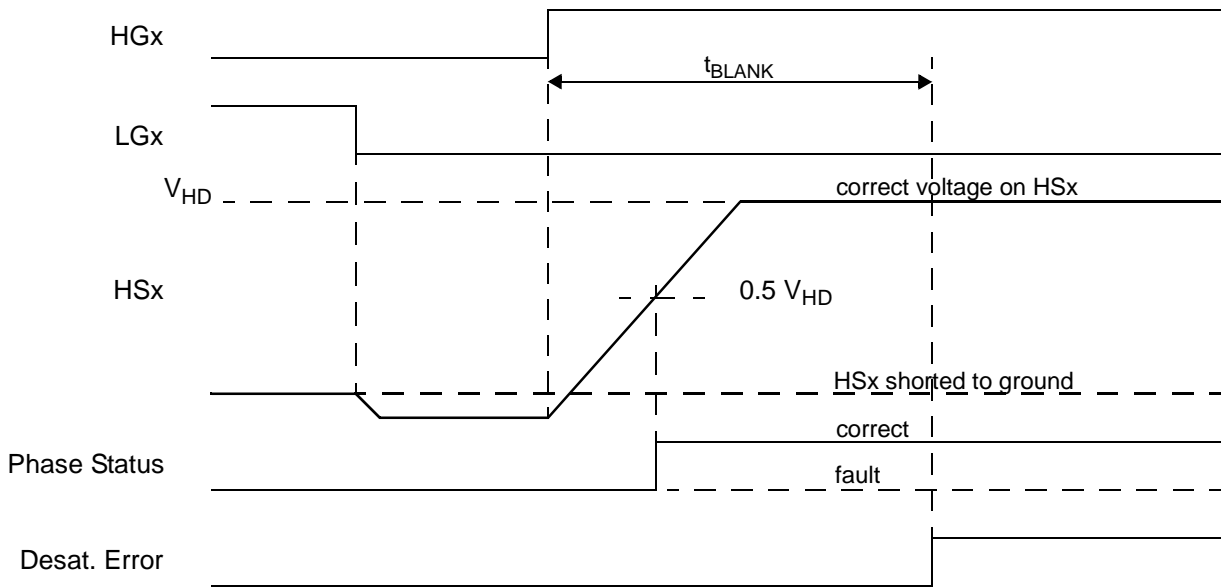 HGx
tBLANK
LGx
VHD
correct voltage on HSx
HSx
0.5 VHD
HSx shorted to ground
correct
Phase Status
fault
Desat. Error